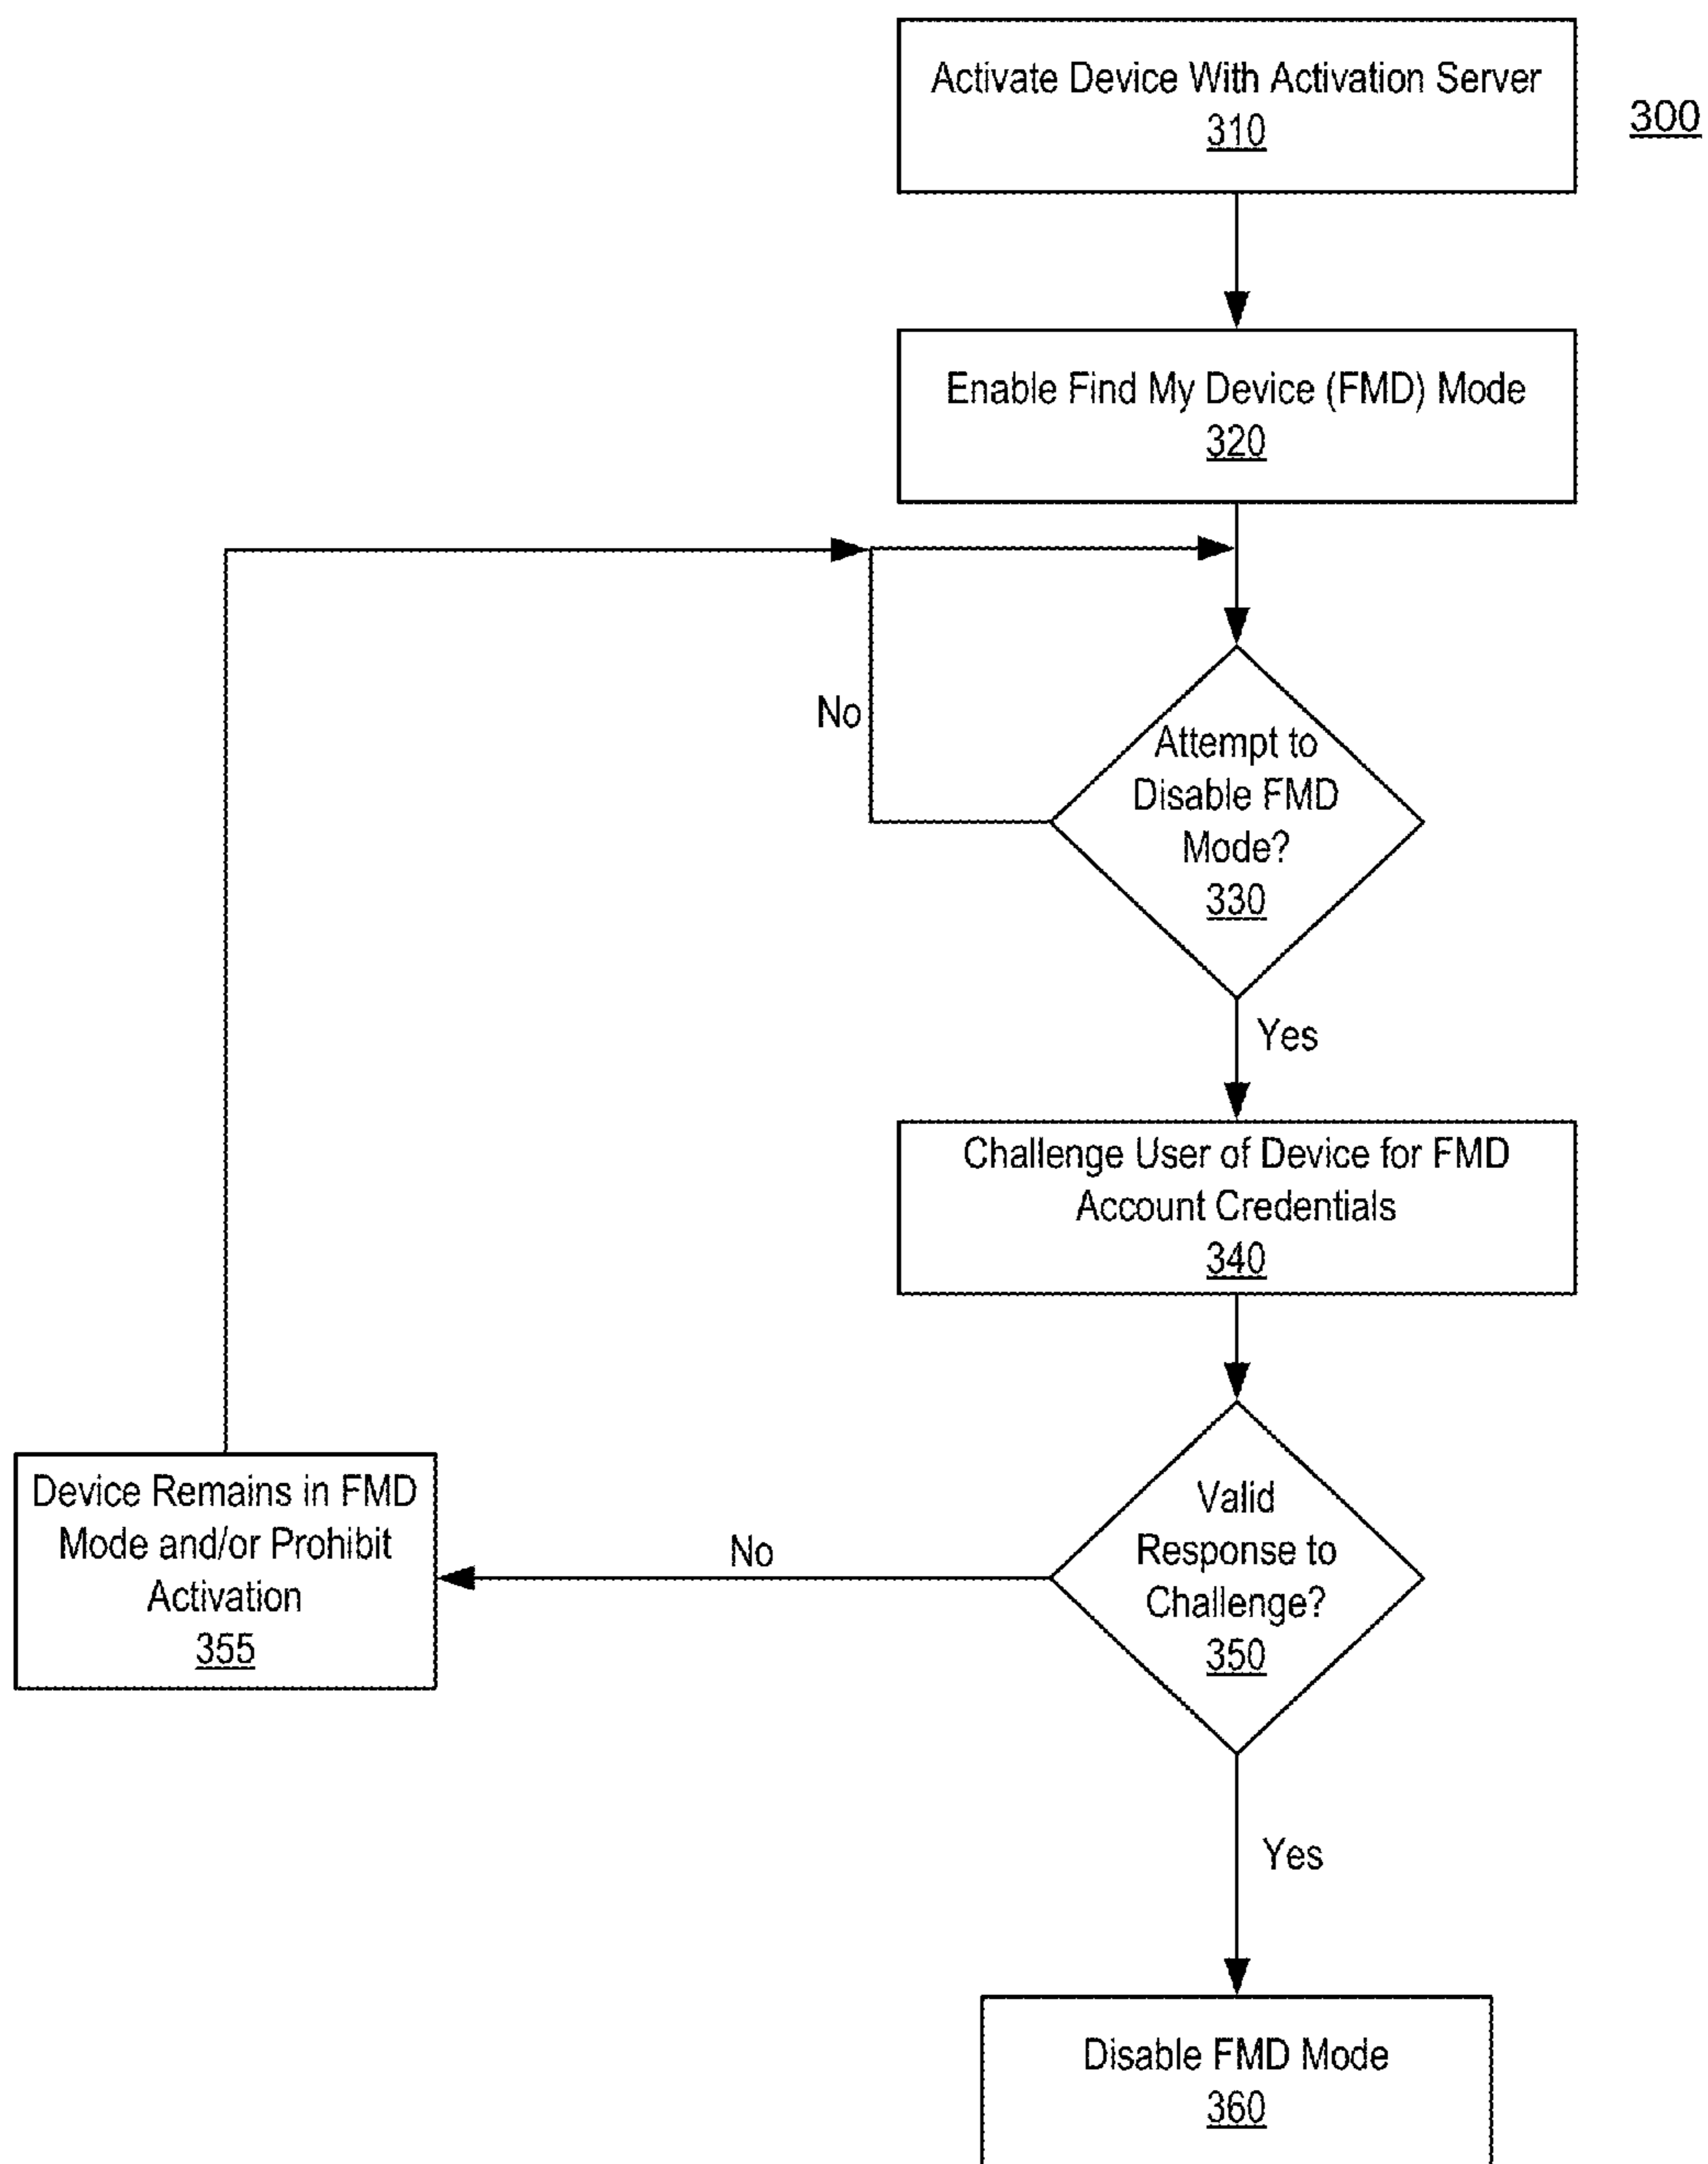 Activate Device With Activation Server
310
300
Enable Find My Device (FMD) Mode
320
No
Attempt to
Disable FMD
Mode?
330
Yes
Challenge User of Device for FMD
Account Credentials
340
Device Remains in FMD
Mode and/or Prohibit
Activation
355
No
Valid
Response to
Challenge?
350
Yes
Disable FMD Mode
360